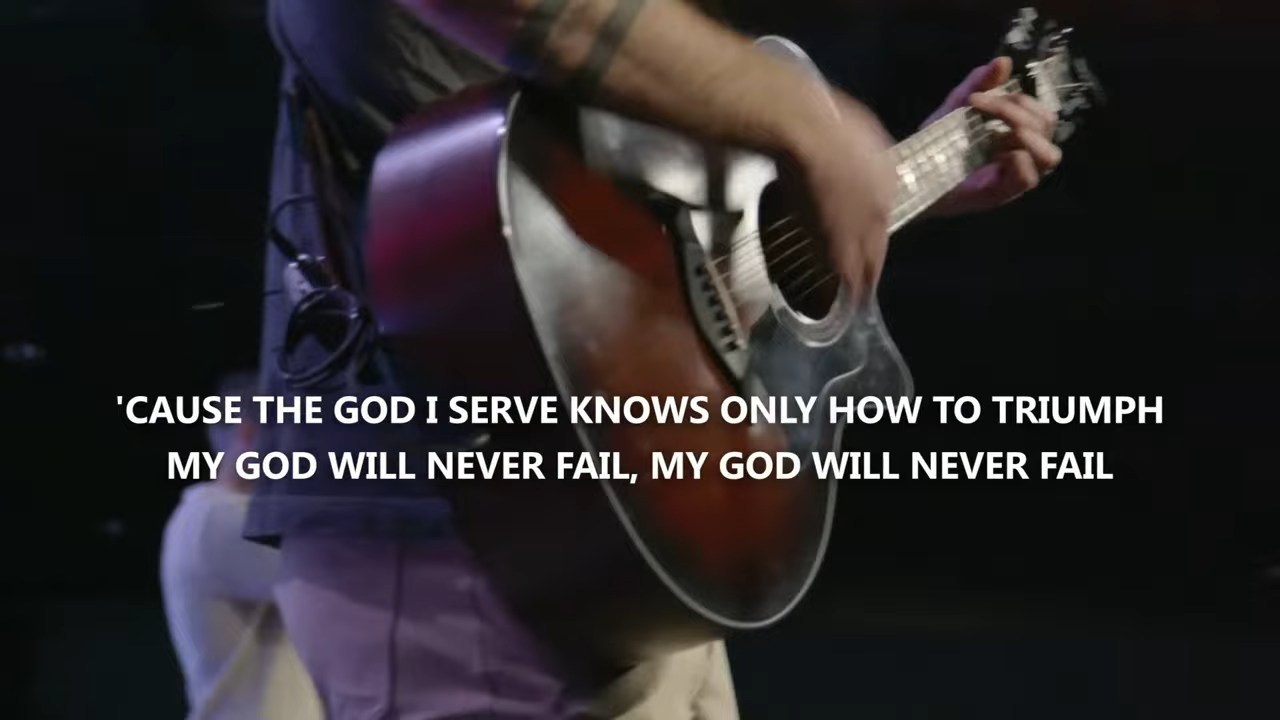 'CAUSE THE GOD I SERVE KNOWS ONLY HOW TO TRIUMPH
MY GOD WILL NEVER FAIL, MY GOD WILL NEVER FAIL